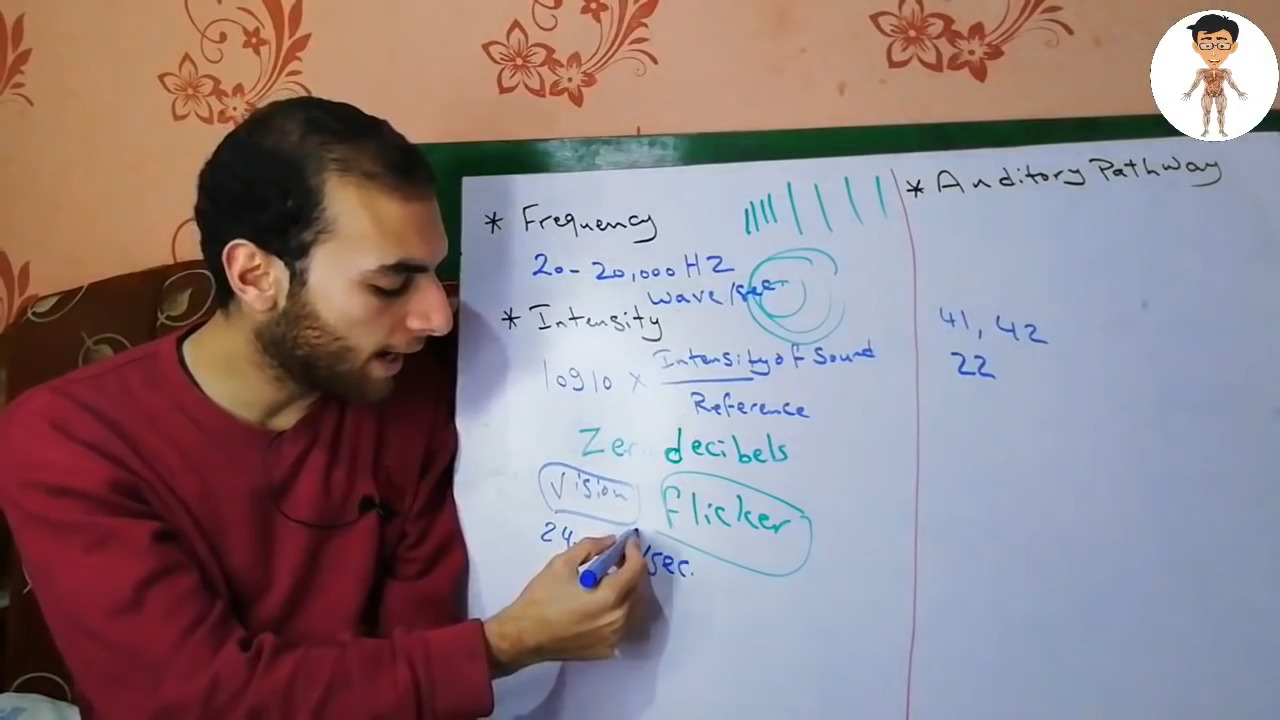 * Frequency
20-20,000 HZ
wave/sec.
* Intensity
log10 × Intensity of Sound
Reference
Zero decibels
Vision flicker
24 /sec.
* Auditory Pathway
41, 42
22